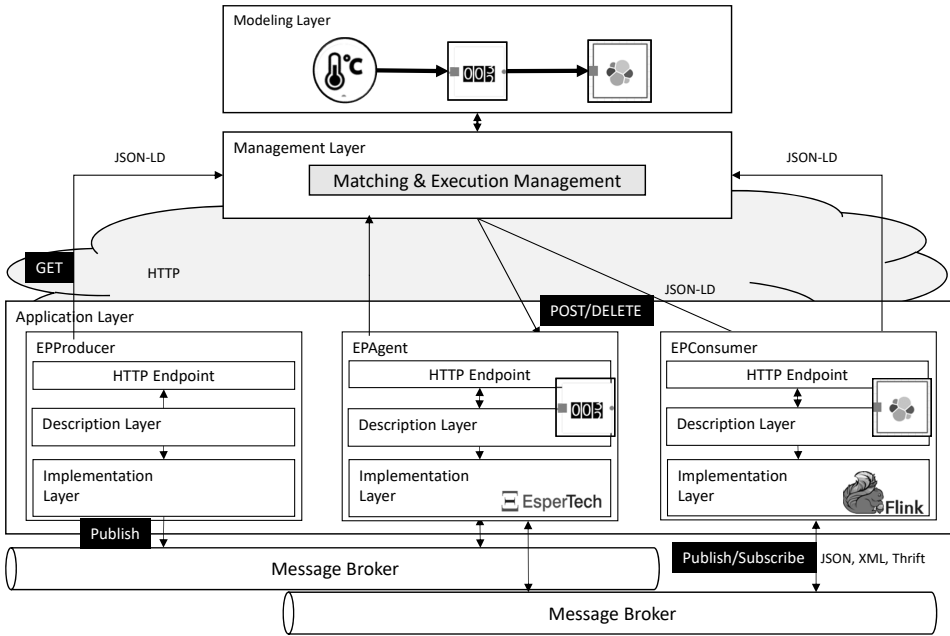 Modeling Layer
°C
Management Layer
JSON-LD
JSON-LD
Matching & Execution Management
GET
HTTP
JSON-LD
POST/DELETE
Application Layer
EPProducer
EPAgent
EPConsumer
HTTP Endpoint
HTTP Endpoint
HTTP Endpoint
Description Layer
Description Layer
Description Layer
Implementation
Layer
Implementation
Layer
EsperTech
Implementation
Layer
Flink
Publish
Publish/Subscribe
JSON, XML, Thrift
Message Broker
Message Broker